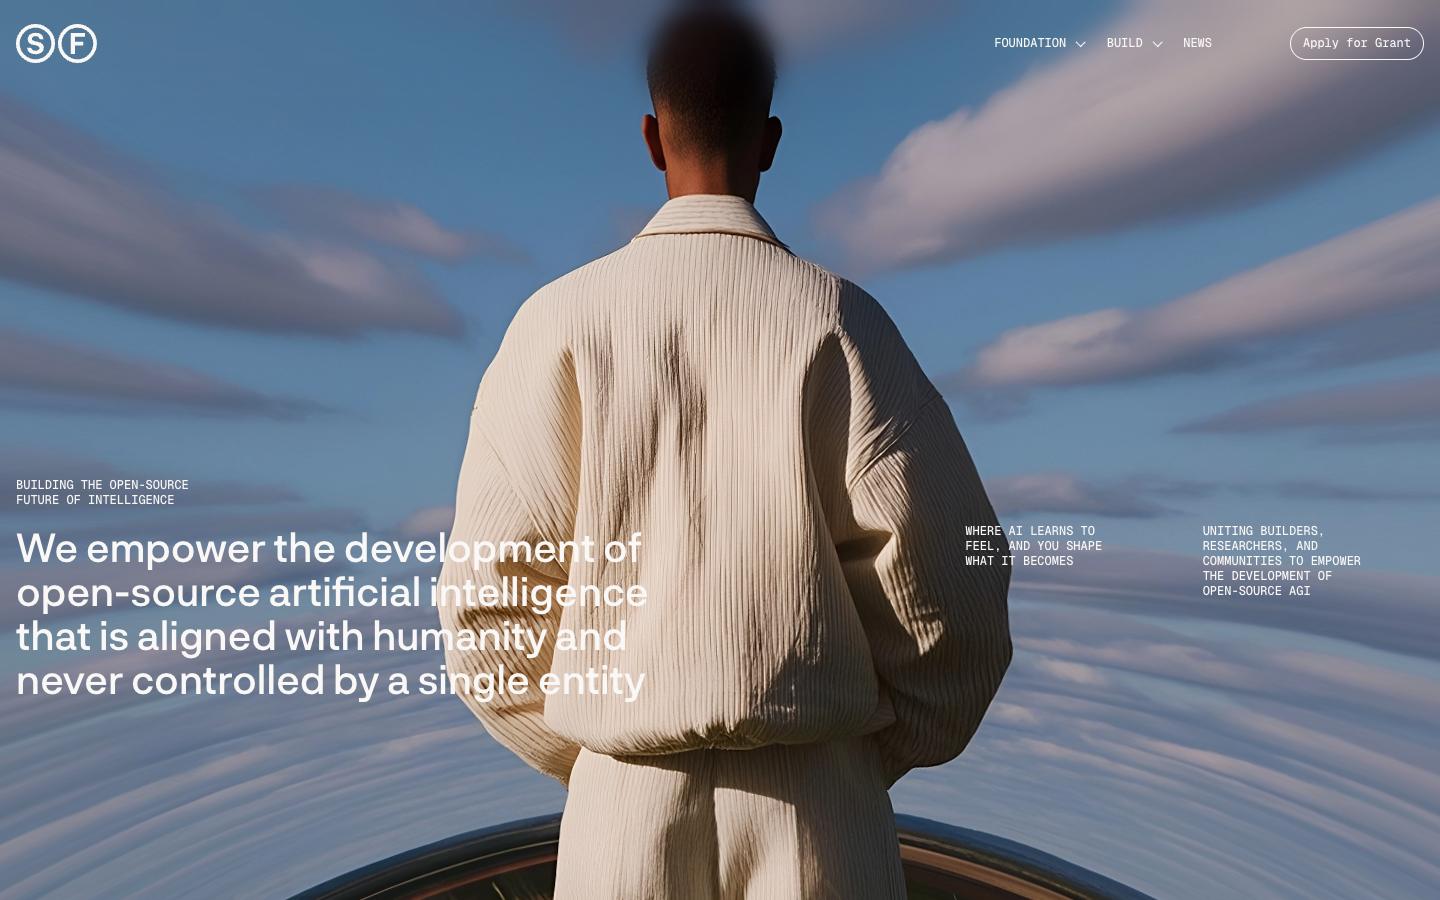 SF
FOUNDATION
BUILD
NEWS
Apply for Grant
BUILDING THE OPEN-SOURCE
FUTURE OF INTELLIGENCE
We empower the development of
open-source artificial intelligence
that is aligned with humanity and
never controlled by a single entity
WHERE AI LEARNS TO
FEEL, AND YOU SHAPE
WHAT IT BECOMES
UNITING BUILDERS,
RESEARCHERS, AND
COMMUNITIES TO EMPOWER
THE DEVELOPMENT OF
OPEN-SOURCE AGI